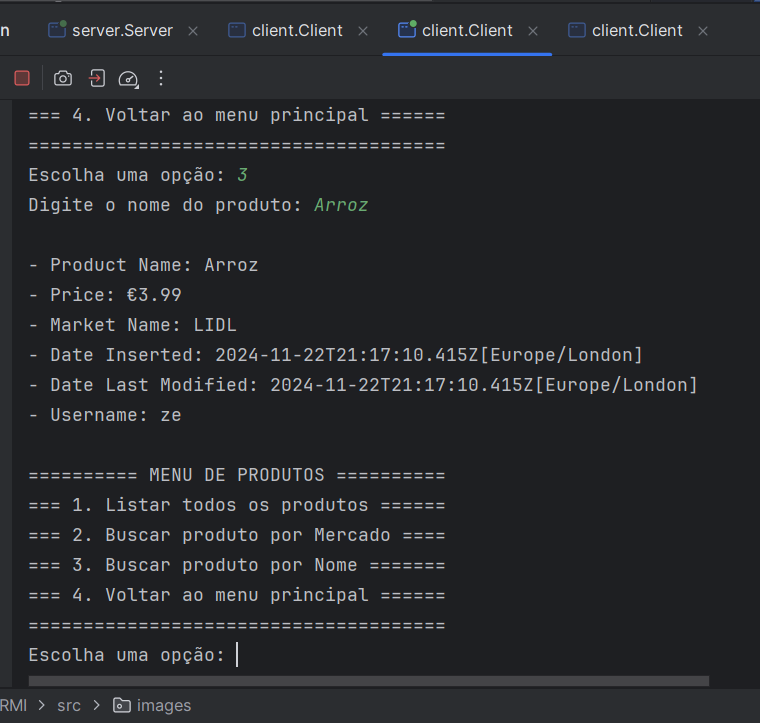 n
server.Server
client.Client
client.Client
client.Client
=== 4. Voltar ao menu principal ======
======================================
Escolha uma opção: 3
Digite o nome do produto: Arroz
- Product Name: Arroz
- Price: €3.99
- Market Name: LIDL
- Date Inserted: 2024-11-22T21:17:10.415Z[Europe/London]
- Date Last Modified: 2024-11-22T21:17:10.415Z[Europe/London]
- Username: ze
========== MENU DE PRODUTOS ==========
=== 1. Listar todos os produtos ======
=== 2. Buscar produto por Mercado ====
=== 3. Buscar produto por Nome =======
=== 4. Voltar ao menu principal ======
======================================
Escolha uma opção:
RMI > src > images